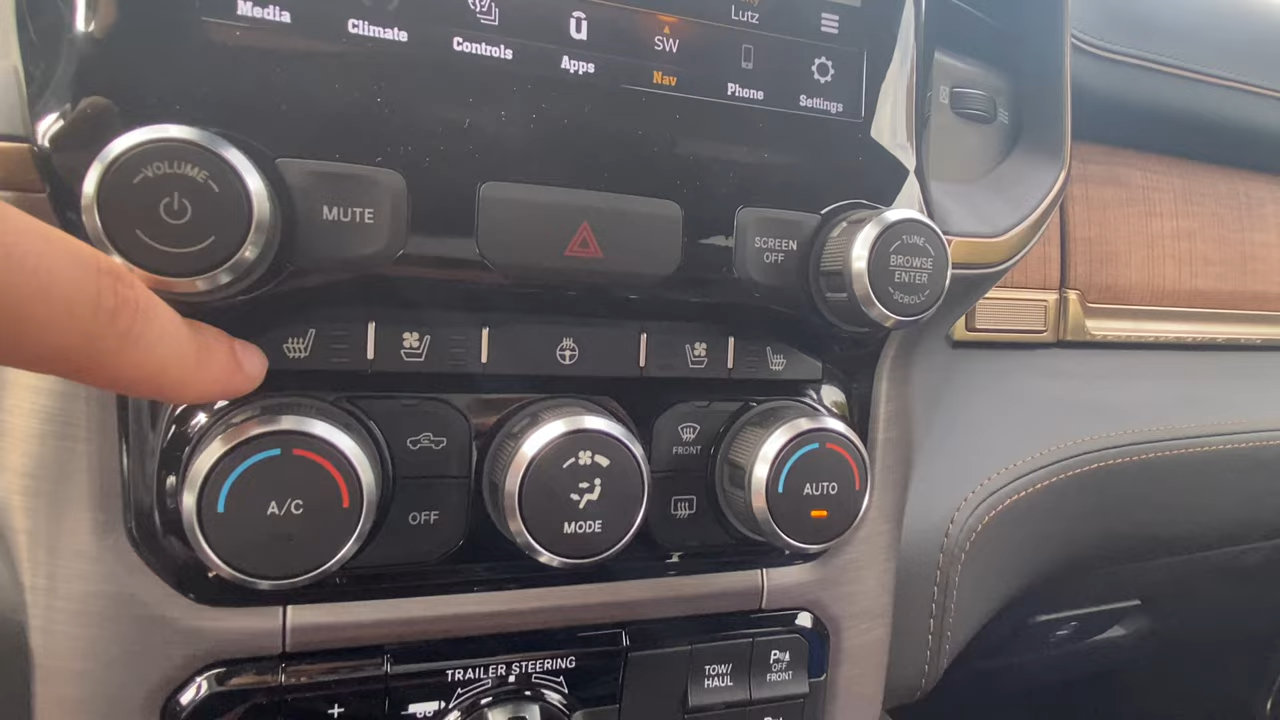 Media
Climate
Controls
Apps
SW
Nav
Lutz
Phone
Settings
VOLUME
MUTE
SCREEN
OFF
TUNE
BROWSE
ENTER
SCROLL
A/C
OFF
MODE
FRONT
AUTO
TRAILER STEERING
TOW/
HAUL
P
OFF
FRONT
+